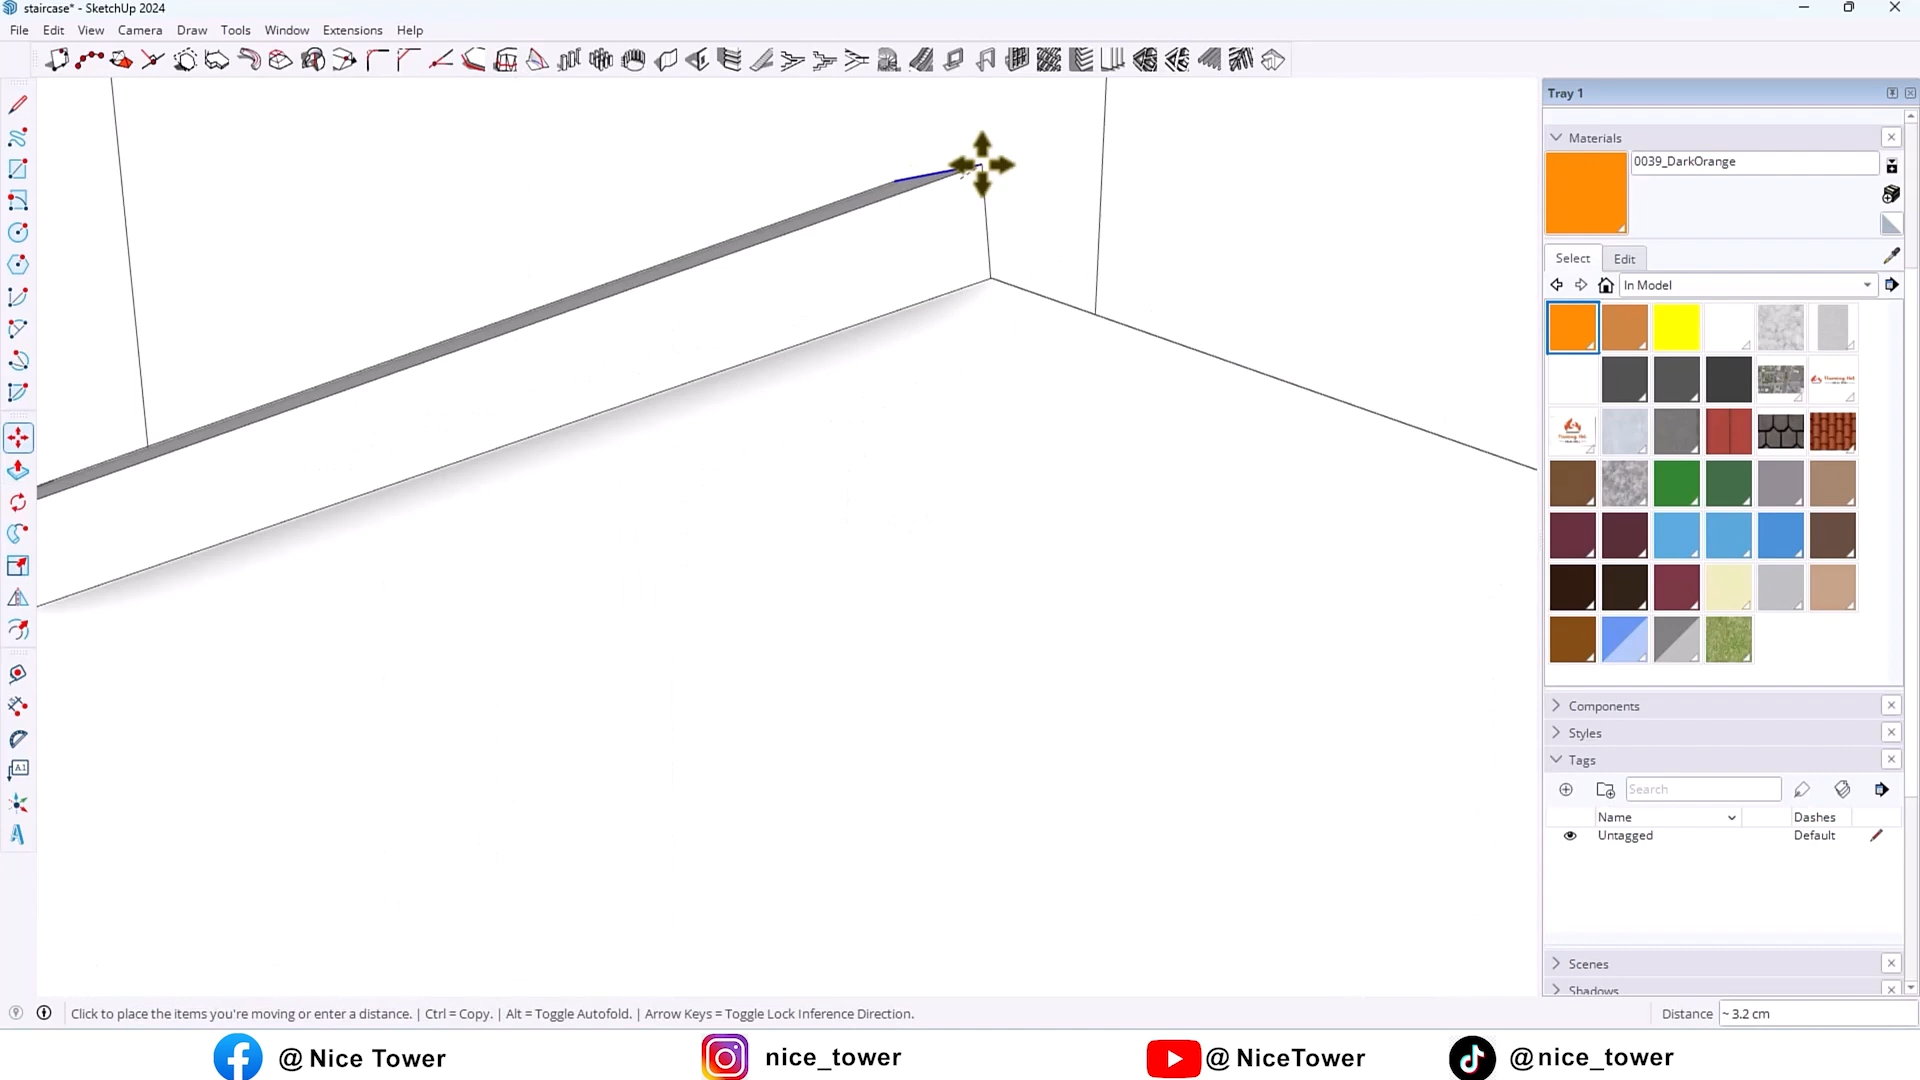 staircase* - SketchUp 2024
File Edit View Camera Draw Tools Window Extensions Help
Tray 1
Materials
0039_DarkOrange
Select Edit
In Model
Components
Styles
Tags
Search
Name Dashes
Untagged Default
Scenes
Shadows
Click to place the items you're moving or enter a distance. | Ctrl = Copy. | Alt = Toggle Autofold. | Arrow Keys = Toggle Lock Inference Direction.
Distance ~ 3.2 cm
@ Nice Tower nice_tower @ NiceTower @nice_tower